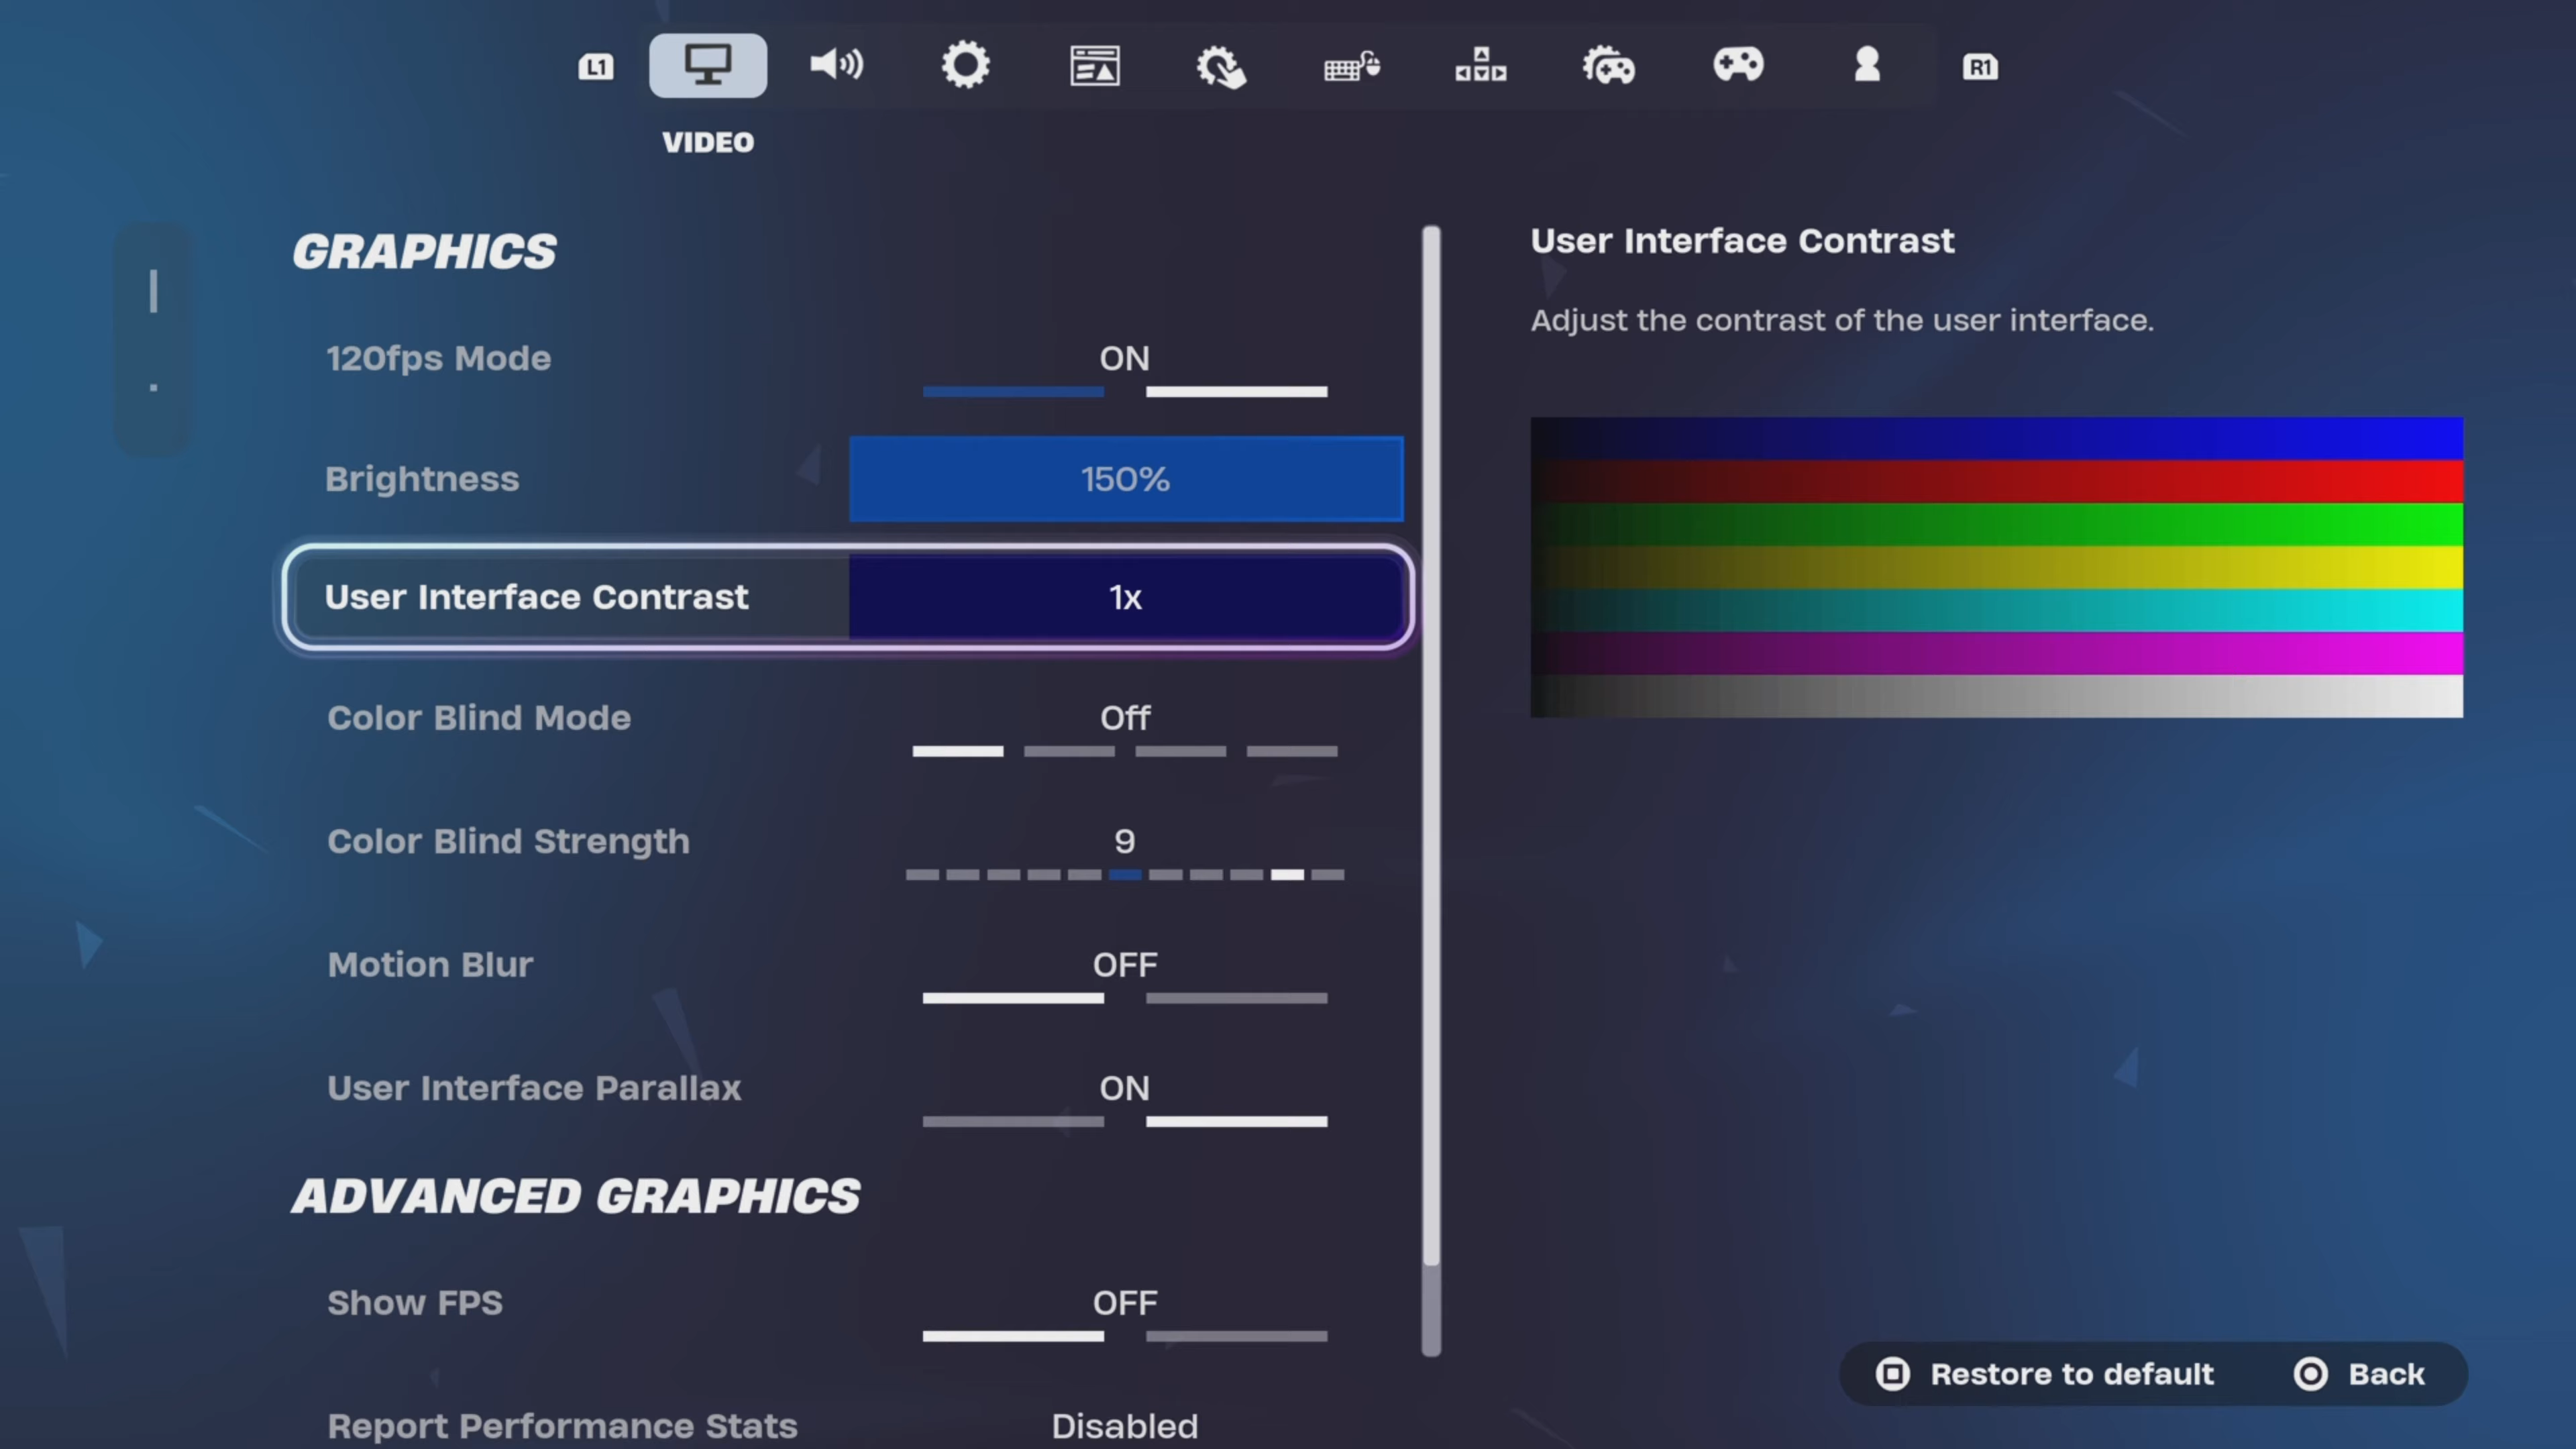 L1
R1
VIDEO
GRAPHICS
120fps Mode
ON
Brightness
150%
User Interface Contrast
1x
Color Blind Mode
Off
Color Blind Strength
9
Motion Blur
OFF
User Interface Parallax
ON
ADVANCED GRAPHICS
Show FPS
OFF
Report Performance Stats
Disabled
User Interface Contrast
Adjust the contrast of the user interface.
Restore to default
Back